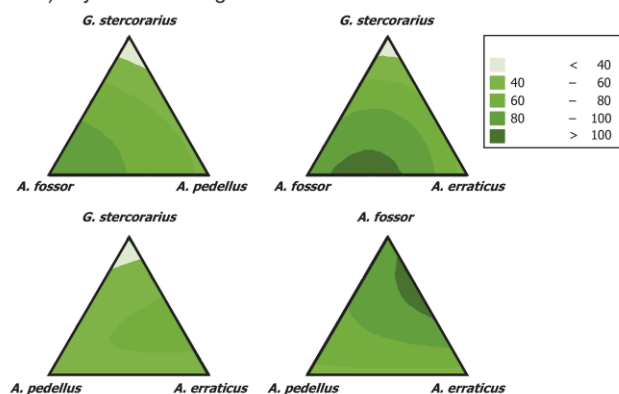 G. stercorarius G. stercorarius
< 40
40 – 60
60 – 80
80 – 100
> 100
A. fossor A. pedellus A. fossor A. erraticus
G. stercorarius A. fossor
A. pedellus A. erraticus A. pedellus A. erraticus